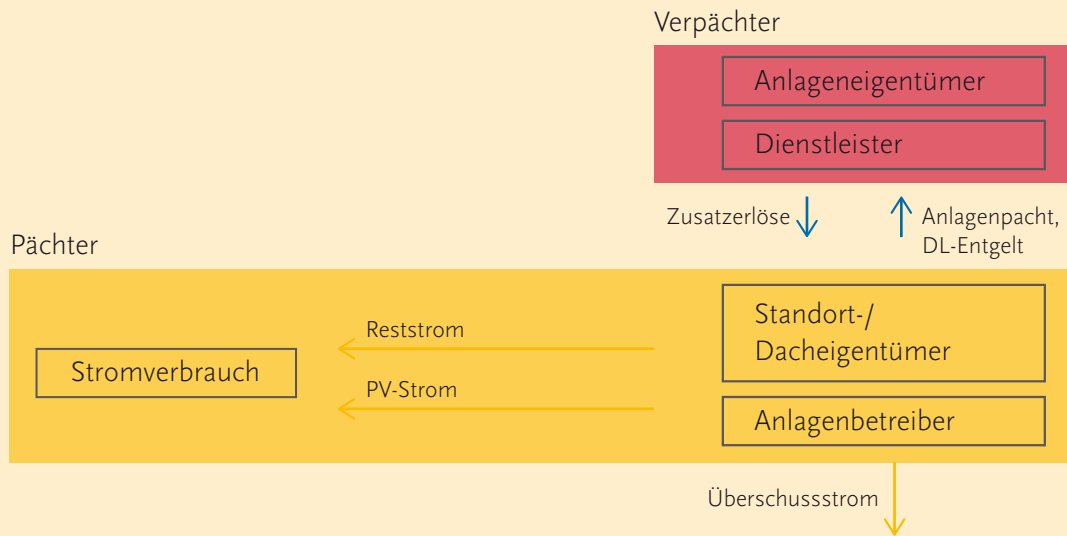 Verpächter
Anlageneigentümer
Dienstleister
Zusatzerlöse
Anlagenpacht,
DL-Entgelt
Pächter
Standort-/
Dacheigentümer
Reststrom
Stromverbrauch
PV-Strom
Anlagenbetreiber
Überschussstrom